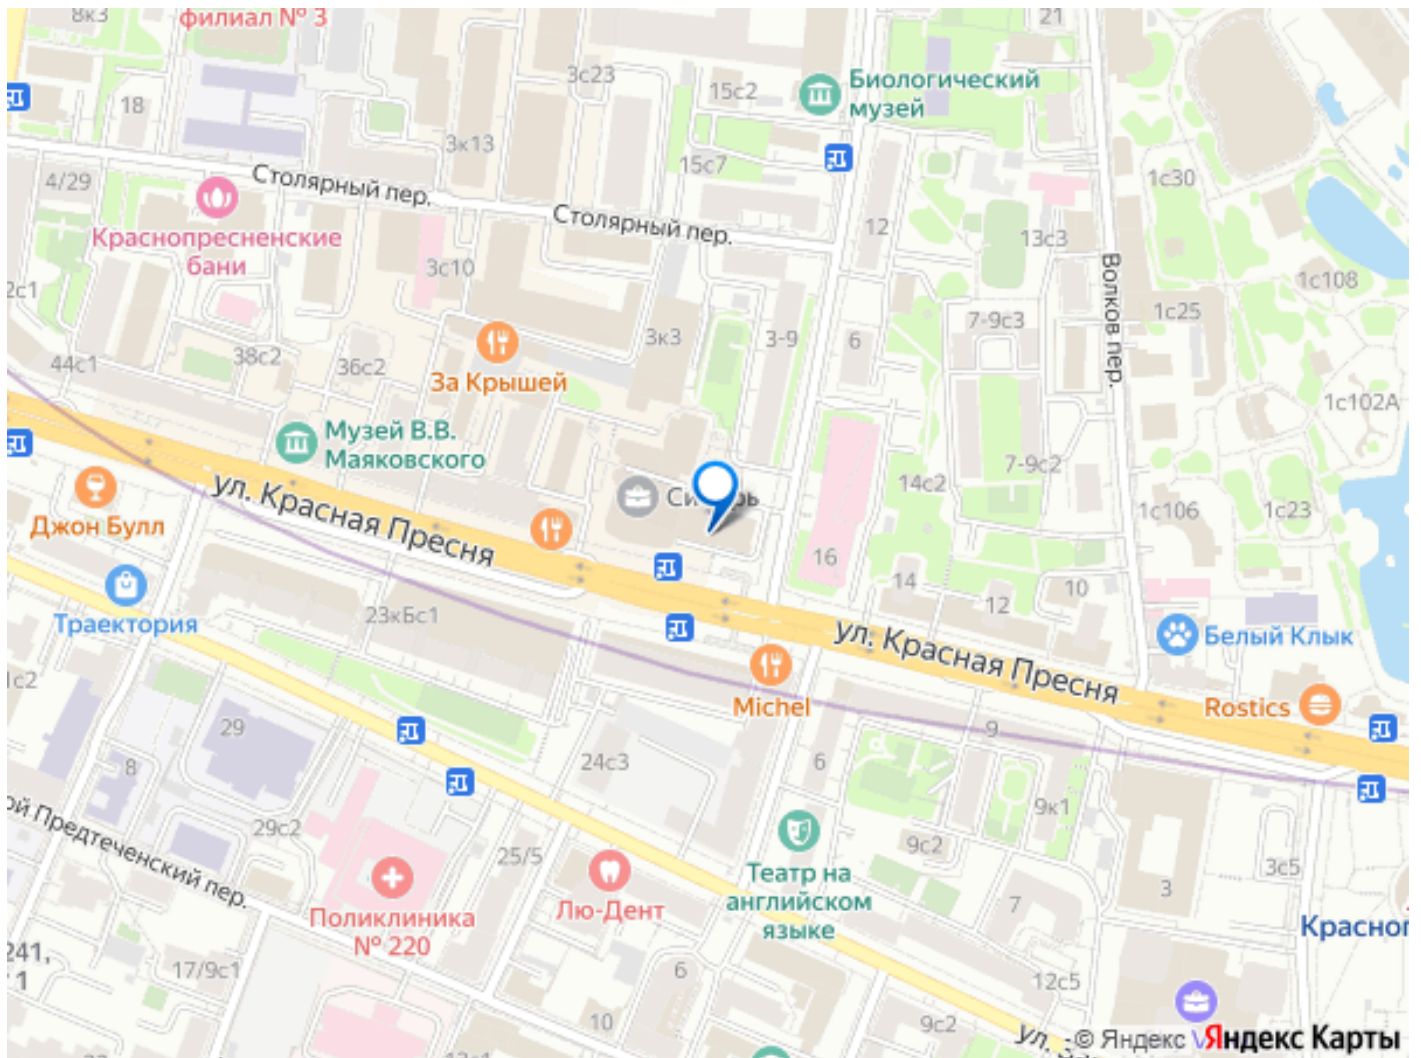 8к3
филиал № 3
21
3с23
15с2
Биологический
музей
18
3к13
15с7
4/29
Столярный пер.
1с30
Столярный пер.
12
13с3
Краснопресненские
бани
3с10
2с1
Волков пер.
1с108
1с25
7-9с3
3к3
3-9
6
38с2
44с1
36с2
За Крышей
1с102А
Музей В.В.
Маяковского
7-9с2
14с2
ул. Красная Пресня
1с106
1с23
Джон Булл
16
14
10
12
23кБс1
Траектория
ул. Красная Пресня
Белый Клык
1с2
Michel
Rostics
29
9
24с3
6
8
9к1
29с2
ой Предтеченский пер.
9с2
25/5
3с5
Театр на
английском
языке
3
Лю-Дент
7
Поликлиника
№ 220
Красног
241,
1
17/9с1
6
12с5
10
9с2
ул.
© Яндекс
Яндекс Карты